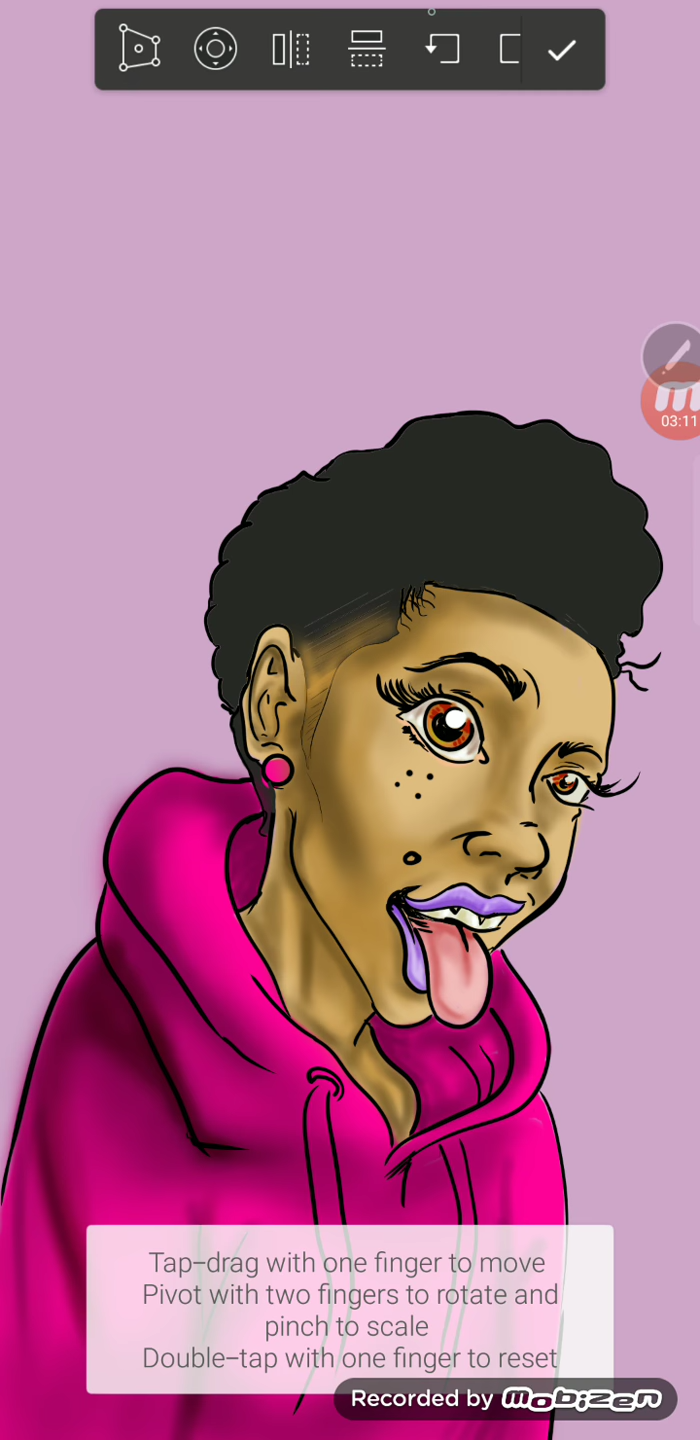 03:11
Tap-drag with one finger to move
Pivot with two fingers to rotate and
pinch to scale
Double-tap with one finger to reset
Recorded by mobizen